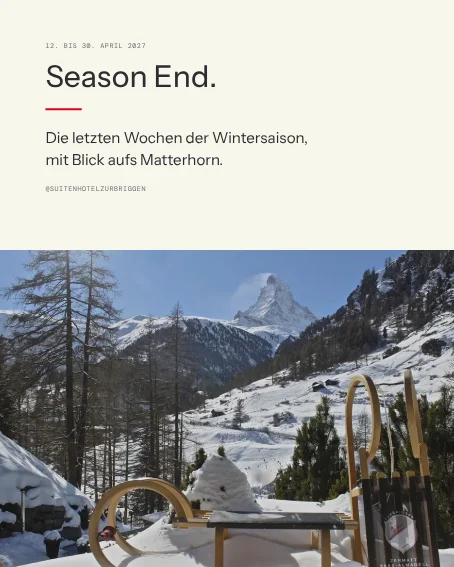 12. BIS 30. APRIL 2027
Season End.
Die letzten Wochen der Wintersaison,
mit Blick aufs Matterhorn.
@SUITENHOTELZURBRIGGEN
ZERMATT